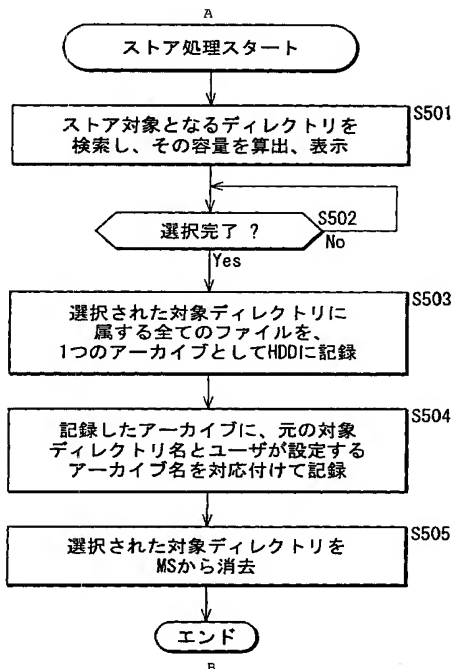 A
ストア処理スタート
S501
ストア対象となるディレクトリを
検索し、その容量を算出、表示
S502
選択完了 ?
No
Yes
S503
選択された対象ディレクトリに
属する全てのファイルを、
1つのアーカイブとしてHDDに記録
S504
記録したアーカイブに、元の対象
ディレクトリ名とユーザが設定する
アーカイブ名を対応付けて記録
S505
選択された対象ディレクトリを
MSから消去
エンド
B